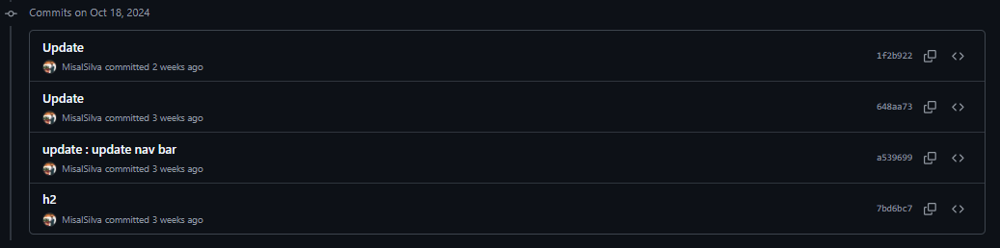 Commits on Oct 18, 2024
Update
MisalSilva committed 2 weeks ago
1f2b922
Update
MisalSilva committed 3 weeks ago
648aa73
update : update nav bar
MisalSilva committed 3 weeks ago
a539699
h2
MisalSilva committed 3 weeks ago
7bd6bc7